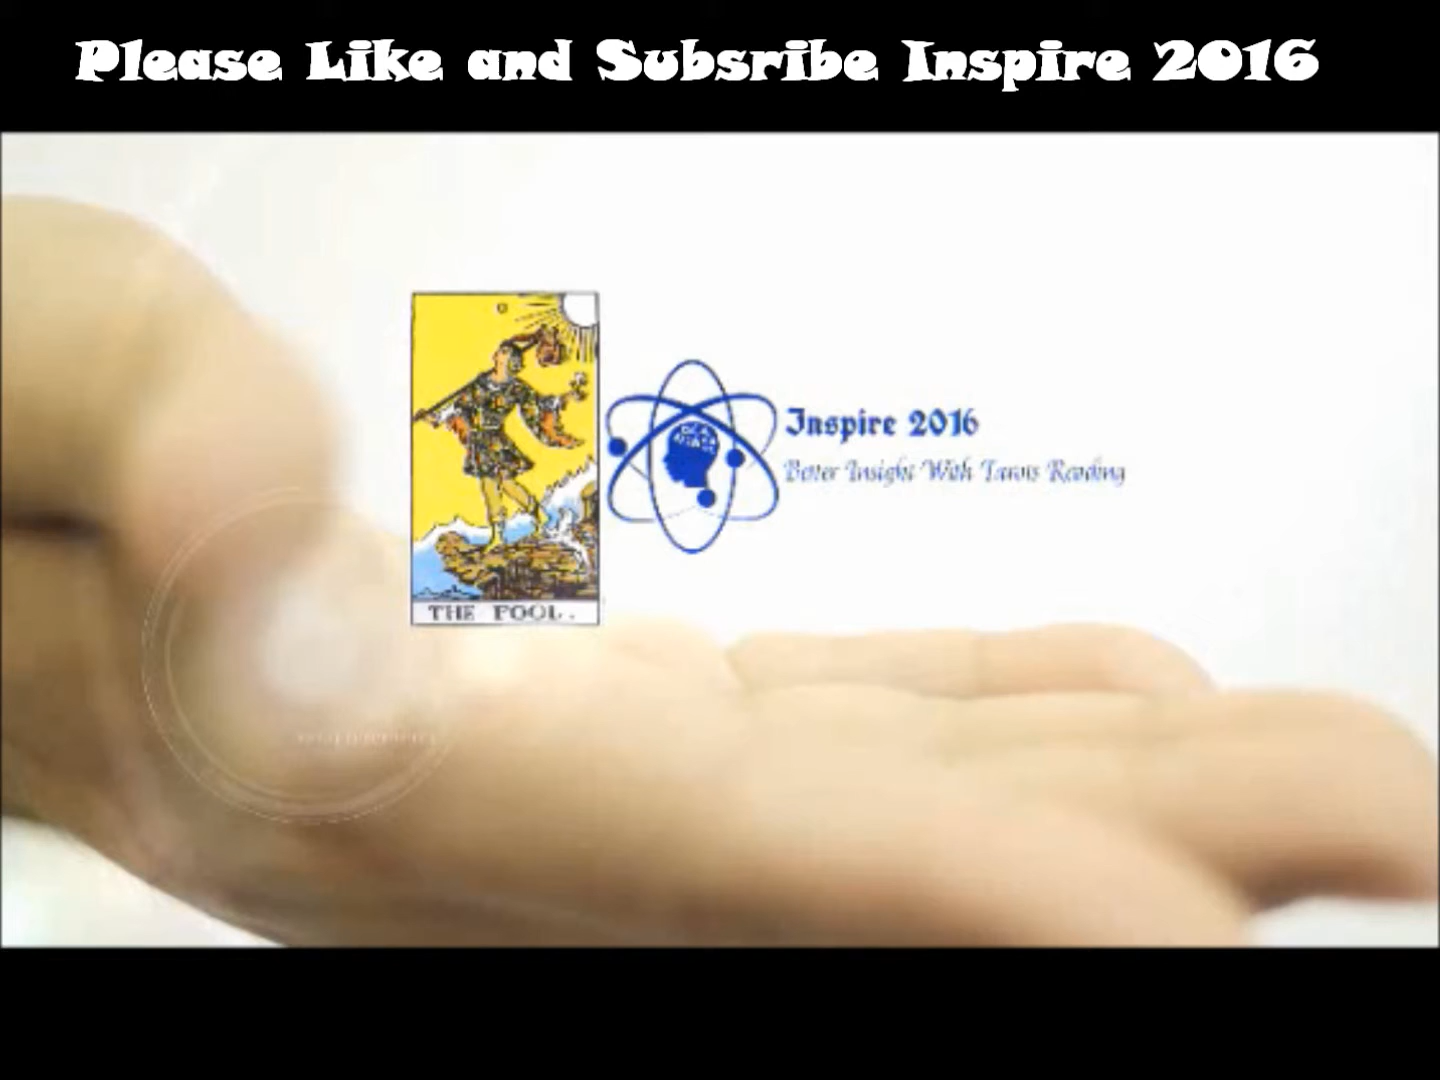 Please Like and Subsribe Inspire 2016
Inspire 2016
Better Insight With Tarots Reading
THE FOOL.